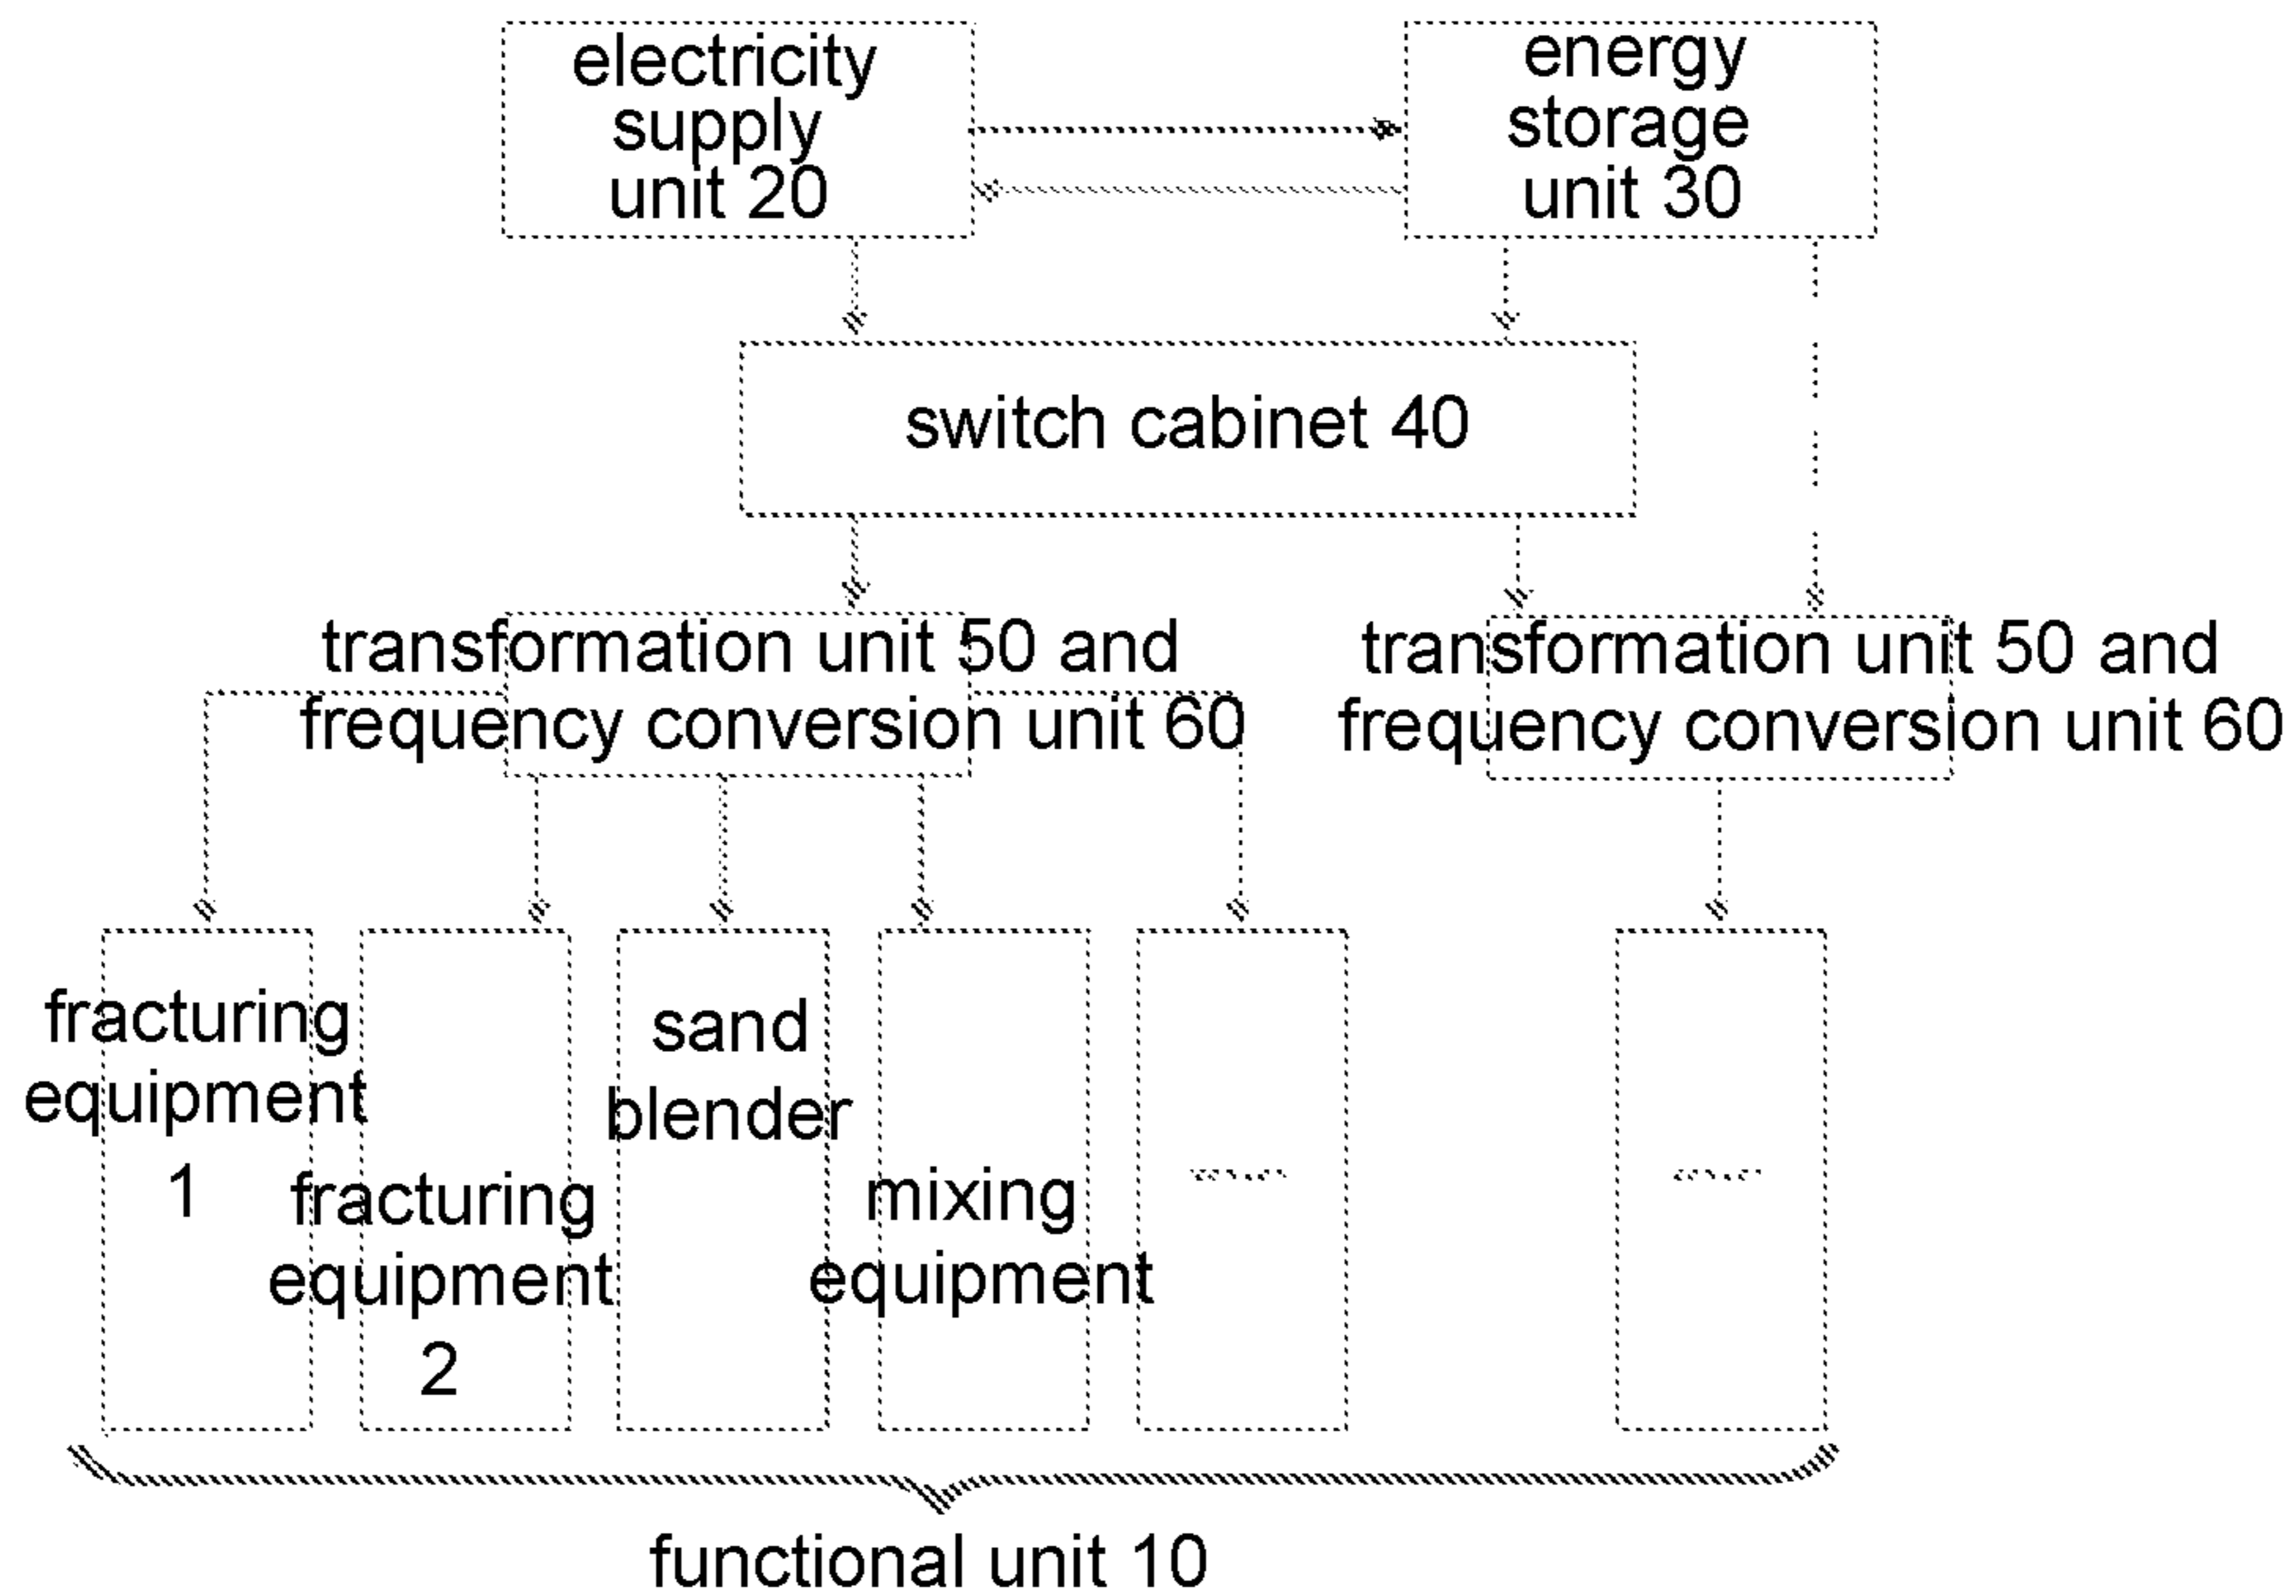 electricity
supply
unit 20
energy
storage
unit 30
switch cabinet 40
transformation unit 50 and
frequency conversion unit 60
transformation unit 50 and
frequency conversion unit 60
fracturing
equipment
1
fracturing
equipment
2
sand
blender
mixing
equipment
functional unit 10